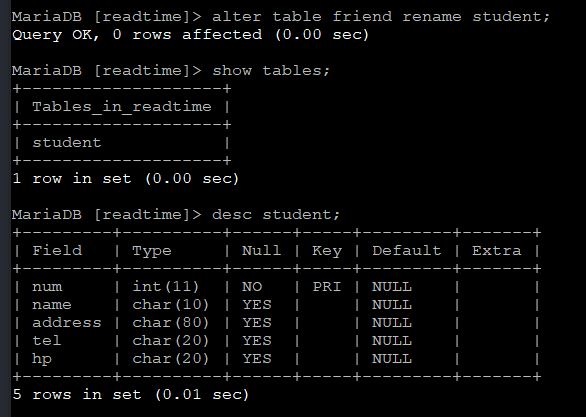 MariaDB [readtime]> alter table friend rename student;
Query OK, 0 rows affected (0.00 sec)
MariaDB [readtime]> show tables;
+--------------------+
| Tables_in_readtime |
+--------------------+
| student            |
+--------------------+
1 row in set (0.00 sec)
MariaDB [readtime]> desc student;
+---------+----------+------+-----+---------+-------+
| Field   | Type     | Null | Key | Default | Extra |
+---------+----------+------+-----+---------+-------+
| num     | int(11)  | NO   | PRI | NULL    |       |
| name    | char(10) | YES  |     | NULL    |       |
| address | char(80) | YES  |     | NULL    |       |
| tel     | char(20) | YES  |     | NULL    |       |
| hp      | char(20) | YES  |     | NULL    |       |
+---------+----------+------+-----+---------+-------+
5 rows in set (0.01 sec)